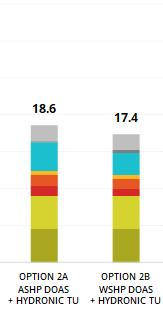 18.6
17.4
OPTION 2A
ASHP DOAS
+ HYDRONIC TU
OPTION 2B
WSHP DOAS
+ HYDRONIC TU